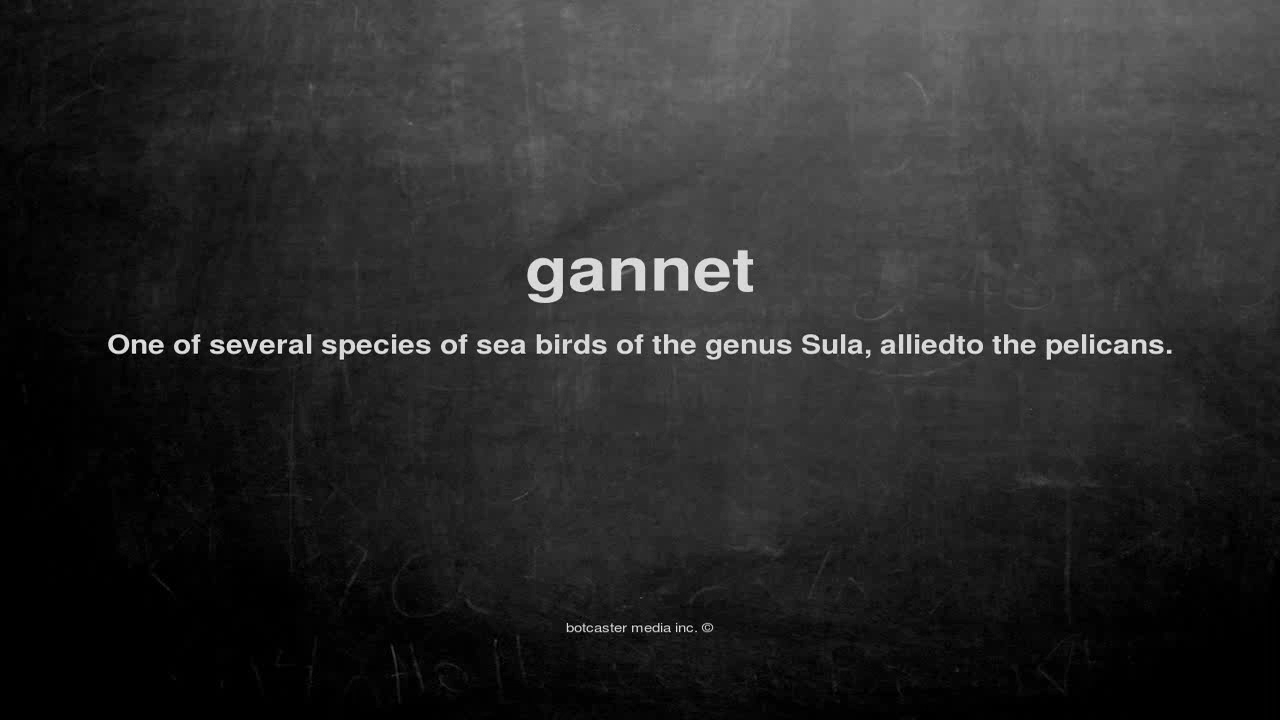 gannet
One of several species of sea birds of the genus Sula, alliedto the pelicans.
botcaster media inc. ©